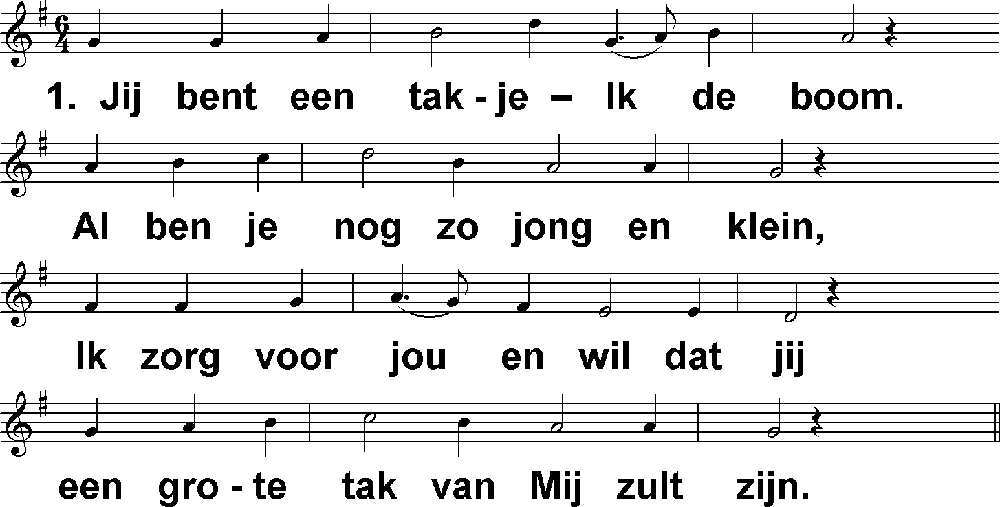 1. Jij bent een tak - je – Ik de boom.
Al ben je nog zo jong en klein,
Ik zorg voor jou en wil dat jij
een gro - te tak van Mij zult zijn.